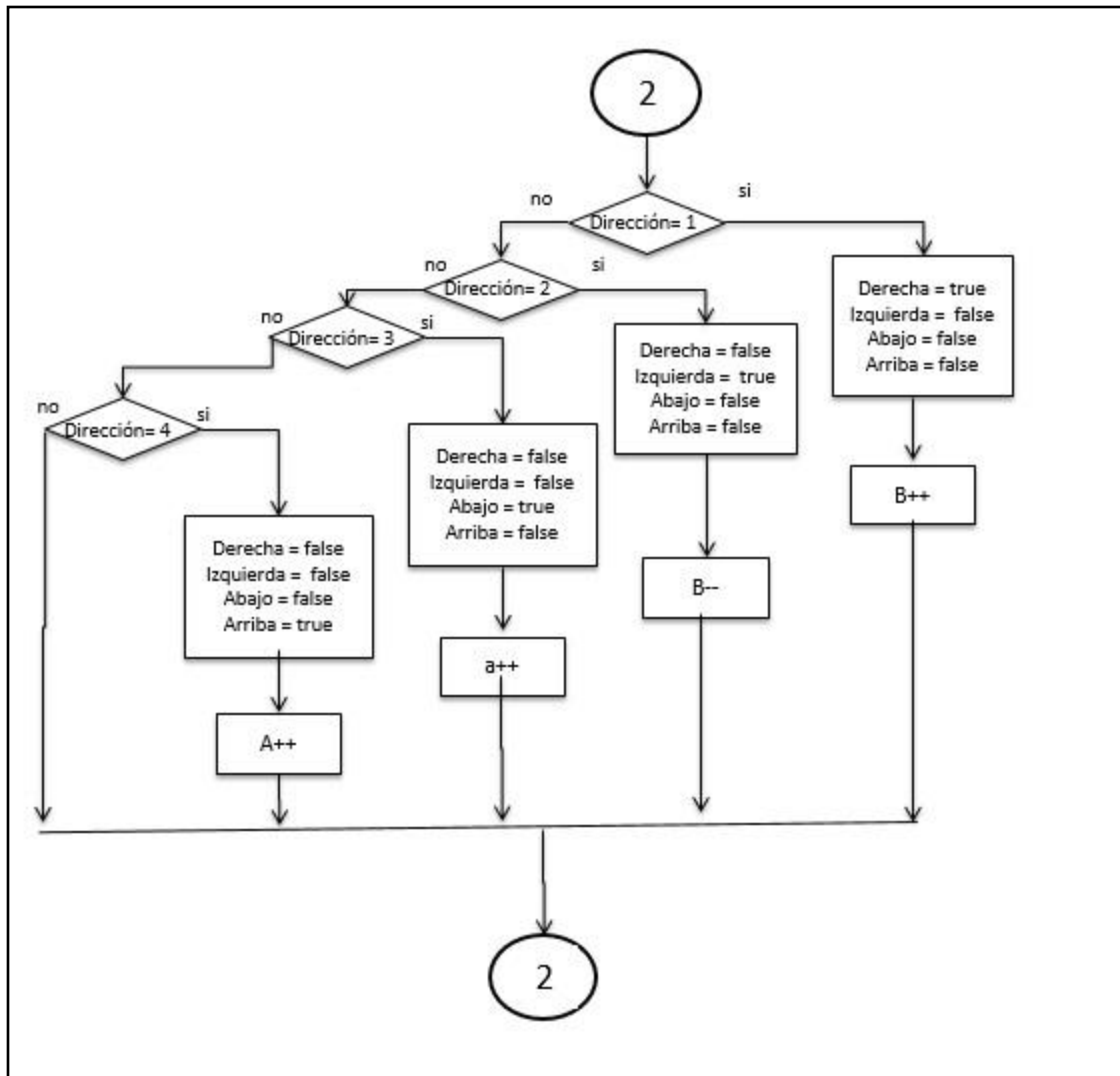 2
si
no
Dirección= 1
no
si
Dirección= 2
Derecha = true
Izquierda = false
Abajo = false
Arriba = false
no
si
Dirección= 3
Derecha = false
Izquierda = true
Abajo = false
Arriba = false
no
si
Dirección= 4
Derecha = false
Izquierda = false
Abajo = true
Arriba = false
B++
Derecha = false
Izquierda = false
Abajo = false
Arriba = true
B--
a++
A++
2